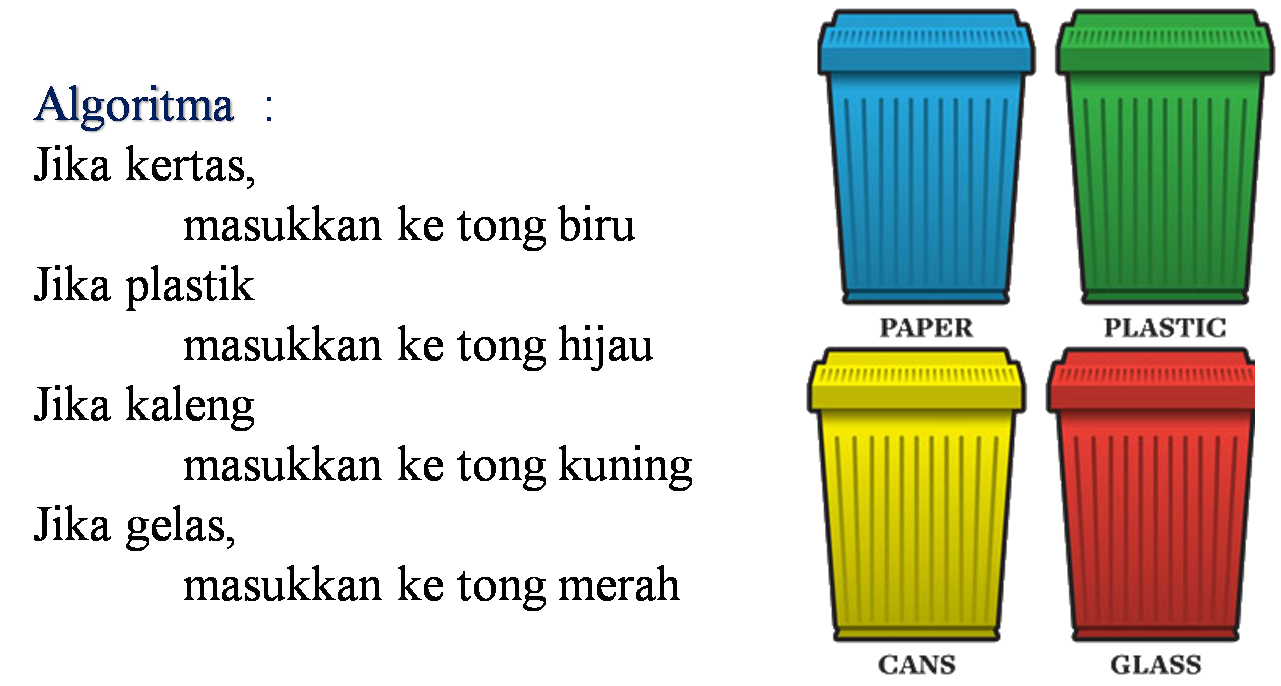 Algoritma :
Jika kertas,
masukkan ke tong biru
Jika plastik
masukkan ke tong hijau
Jika kaleng
masukkan ke tong kuning
Jika gelas,
masukkan ke tong merah
PAPER
PLASTIC
CANS
GLASS